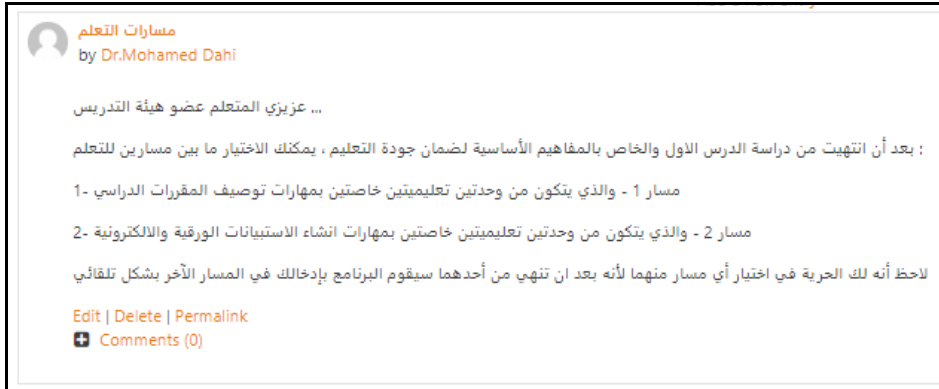 مسارات التعلم
by Dr.Mohamed Dahi
عزيزي المتعلم عضو هيئة التدريس ...
بعد أن انتهيت من دراسة الدرس الاول والخاص بالمفاهيم الأساسية لضمان جودة التعليم ، يمكنك الاختيار ما بين مسارين للتعلم :
1- مسار 1 - والذي يتكون من وحدتين تعليميتين خاصتين بمهارات توصيف المقررات الدراسي
2- مسار 2 - والذي يتكون من وحدتين تعليميتين خاصتين بمهارات انشاء الاستبيانات الورقية والالكترونية
لاحظ أنه لك الحرية في اختيار أي مسار منهما لأنه بعد ان تنهي من أحدهما سيقوم البرنامج بإدخالك في المسار الآخر بشكل تلقائي
Edit | Delete | Permalink
Comments (0)